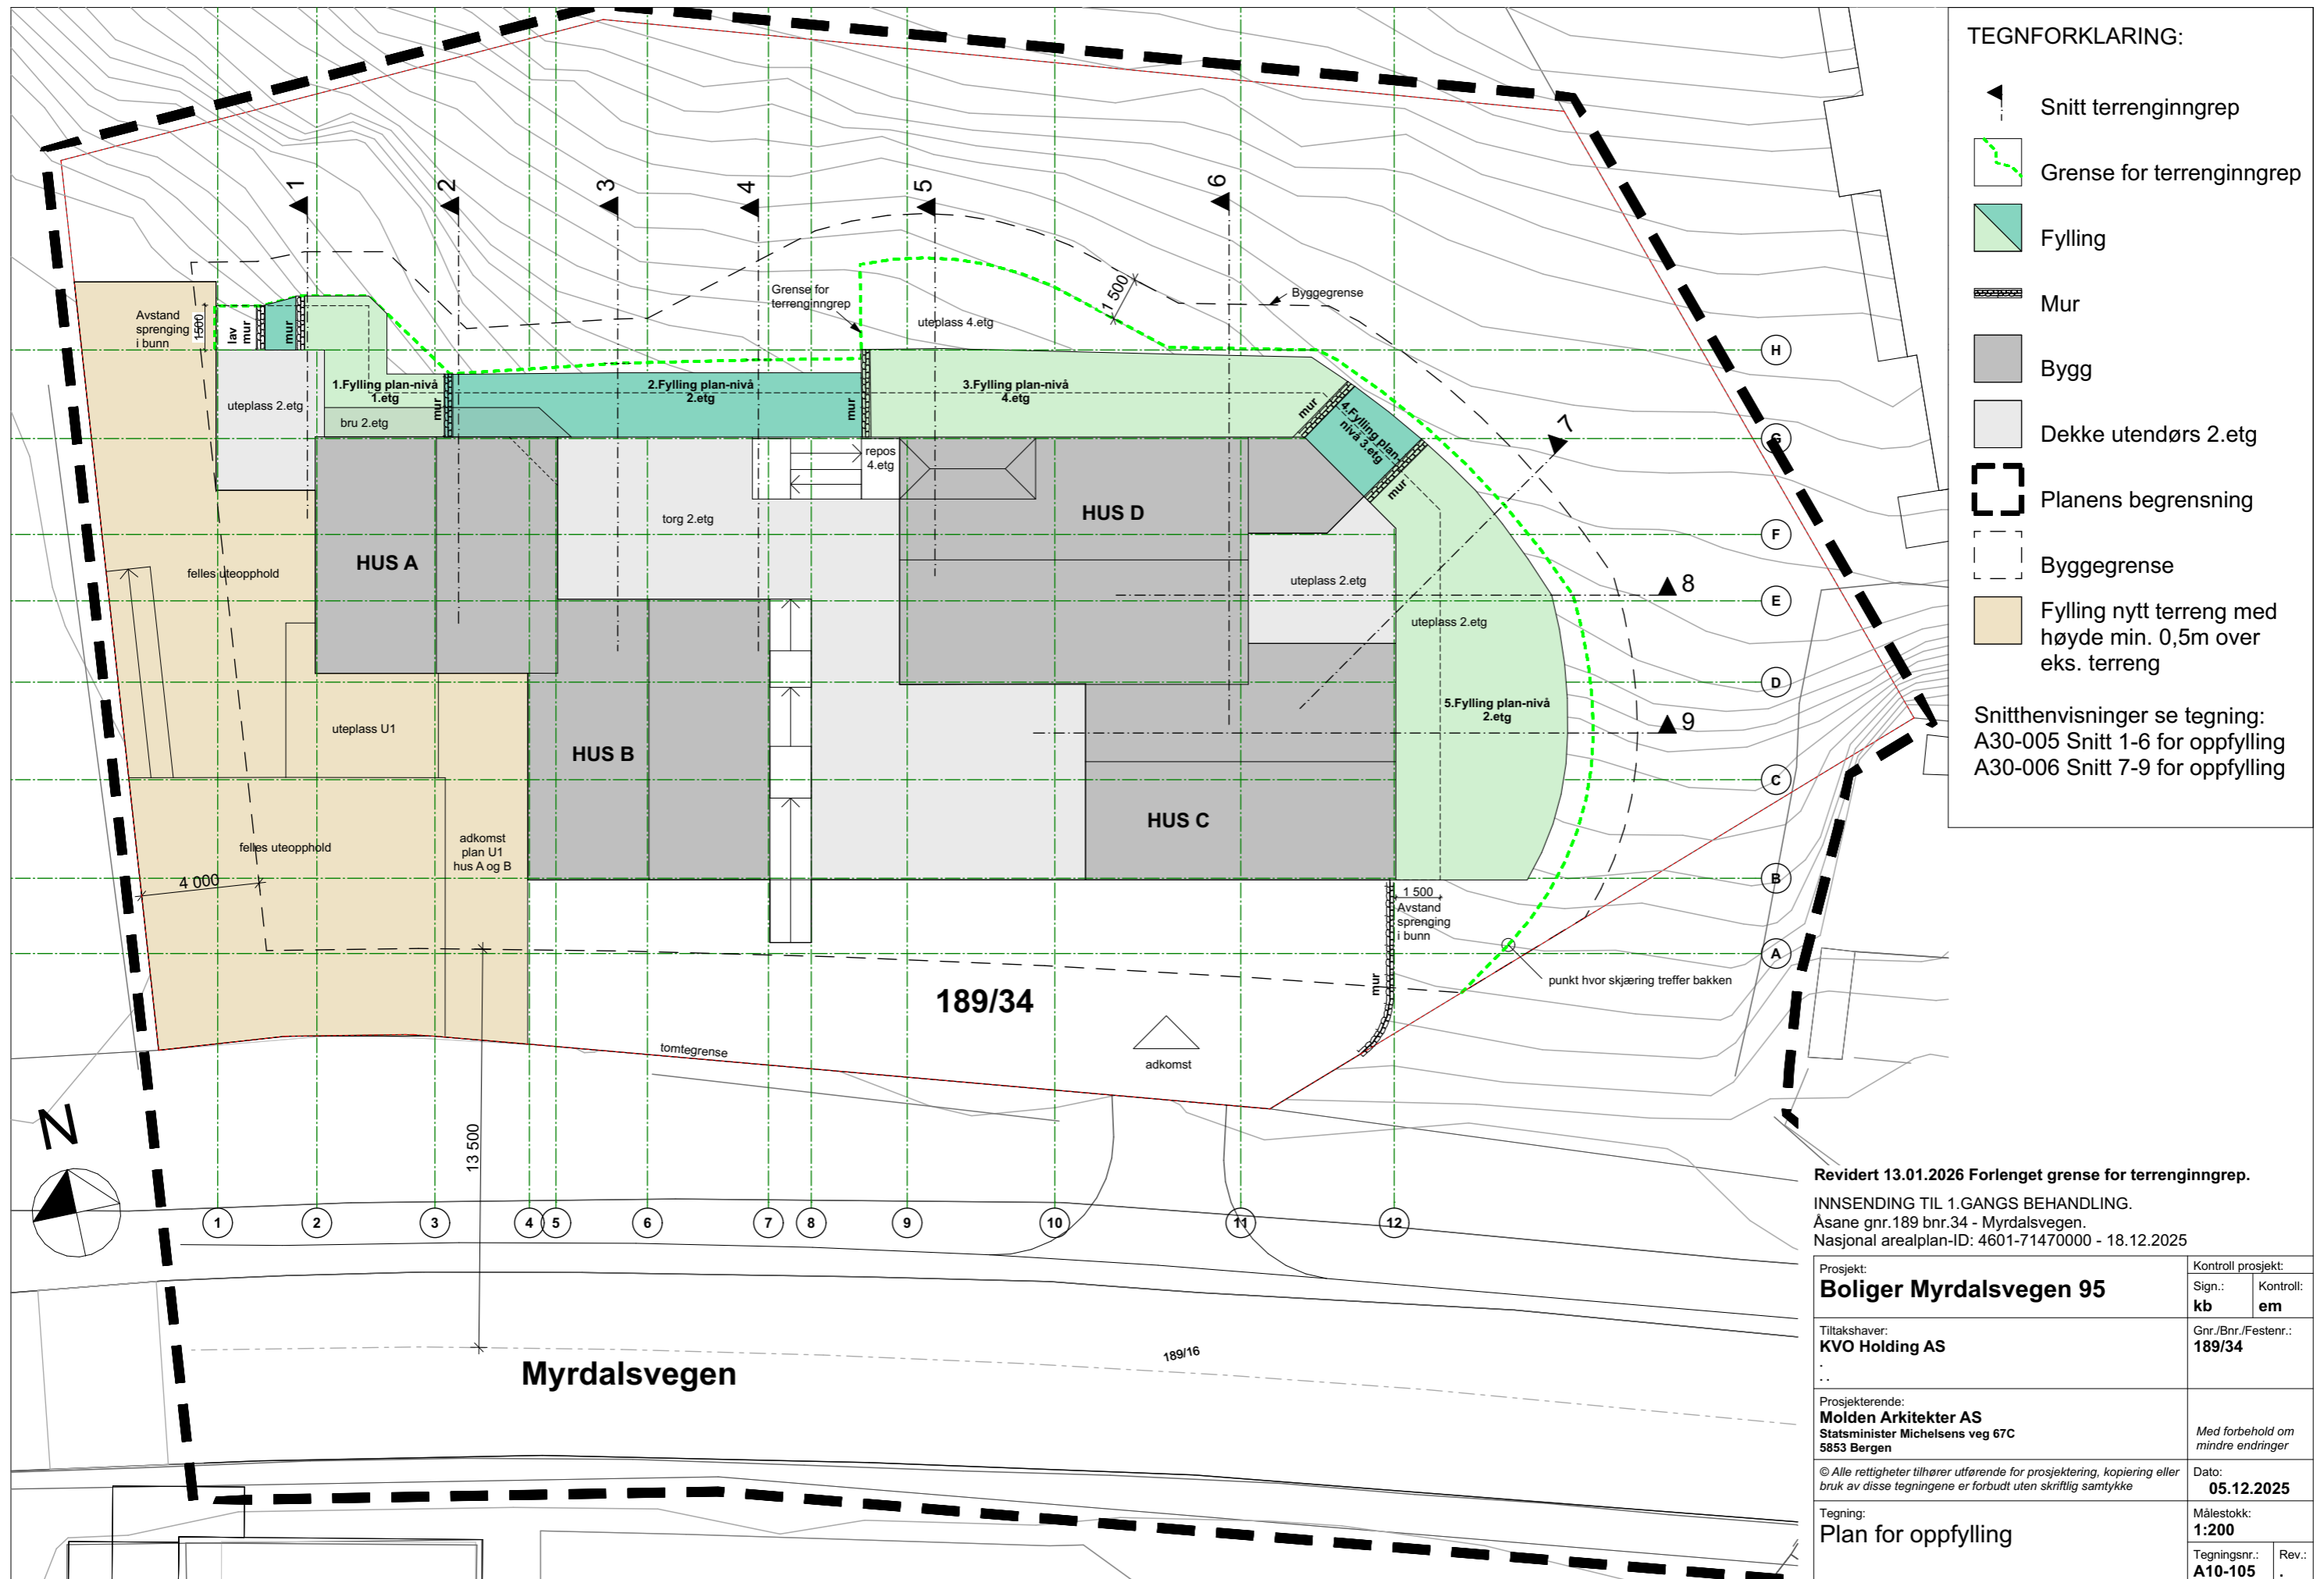 TEGNFORKLARING:
Snitt terrenginngrep
Grense for terrenginngrep
Fylling
Mur
Bygg
Dekke utendørs 2.etg
Planens begrensning
Byggegrense
Fylling nytt terreng med
høyde min. 0,5m over
eks. terreng
Snitthenvisninger se tegning:
A30-005 Snitt 1-6 for oppfylling
A30-006 Snitt 7-9 for oppfylling
1
2
3
4
5
6
7
8
9
Avstand
sprenging
i bunn
1500
lav
mur
mur
Grense for
terrenginngrep
uteplass 4.etg
1 500
Byggegrense
H
1.Fylling plan-nivå
1.etg
mur
2.Fylling plan-nivå
2.etg
mur
3.Fylling plan-nivå
4.etg
mur
4.Fylling plan-
nivå 3.etg
mur
uteplass 2.etg
bru 2.etg
G
repos
4.etg
torg 2.etg
HUS D
F
HUS A
felles uteopphold
uteplass 2.etg
E
uteplass 2.etg
D
5.Fylling plan-nivå
2.etg
uteplass U1
HUS B
C
HUS C
felles uteopphold
adkomst
plan U1
hus A og B
4 000
B
1 500
Avstand
sprenging
i bunn
A
mur
punkt hvor skjæring treffer bakken
189/34
tomtegrense
adkomst
N
13 500
1
2
3
4
5
6
7
8
9
10
11
12
189/16
Myrdalsvegen
Revidert 13.01.2026 Forlenget grense for terrenginngrep.
INNSENDING TIL 1.GANGS BEHANDLING.
Åsane gnr.189 bnr.34 - Myrdalsvegen.
Nasjonal arealplan-ID: 4601-71470000 - 18.12.2025
Prosjekt:
Boliger Myrdalsvegen 95
Kontroll prosjekt:
Sign.:
kb
Kontroll:
em
Tiltakshaver:
KVO Holding AS
.
. .
Gnr./Bnr./Festenr.:
189/34
Prosjekterende:
Molden Arkitekter AS
Statsminister Michelsens veg 67C
5853 Bergen
Med forbehold om
mindre endringer
© Alle rettigheter tilhører utførende for prosjektering, kopiering eller
bruk av disse tegningene er forbudt uten skriftlig samtykke
Dato:
05.12.2025
Tegning:
Plan for oppfylling
Målestokk:
1:200
Tegningsnr.:
A10-105
Rev.:
.